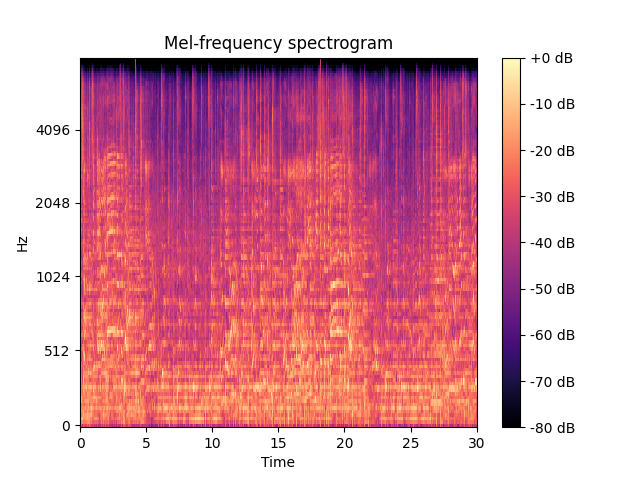 Mel-frequency spectrogram
+0 dB
-10 dB
4096
-20 dB
2048
-30 dB
Hz
-40 dB
1024
-50 dB
512
-60 dB
-70 dB
0
-80 dB
0 5 10 15 20 25 30
Time